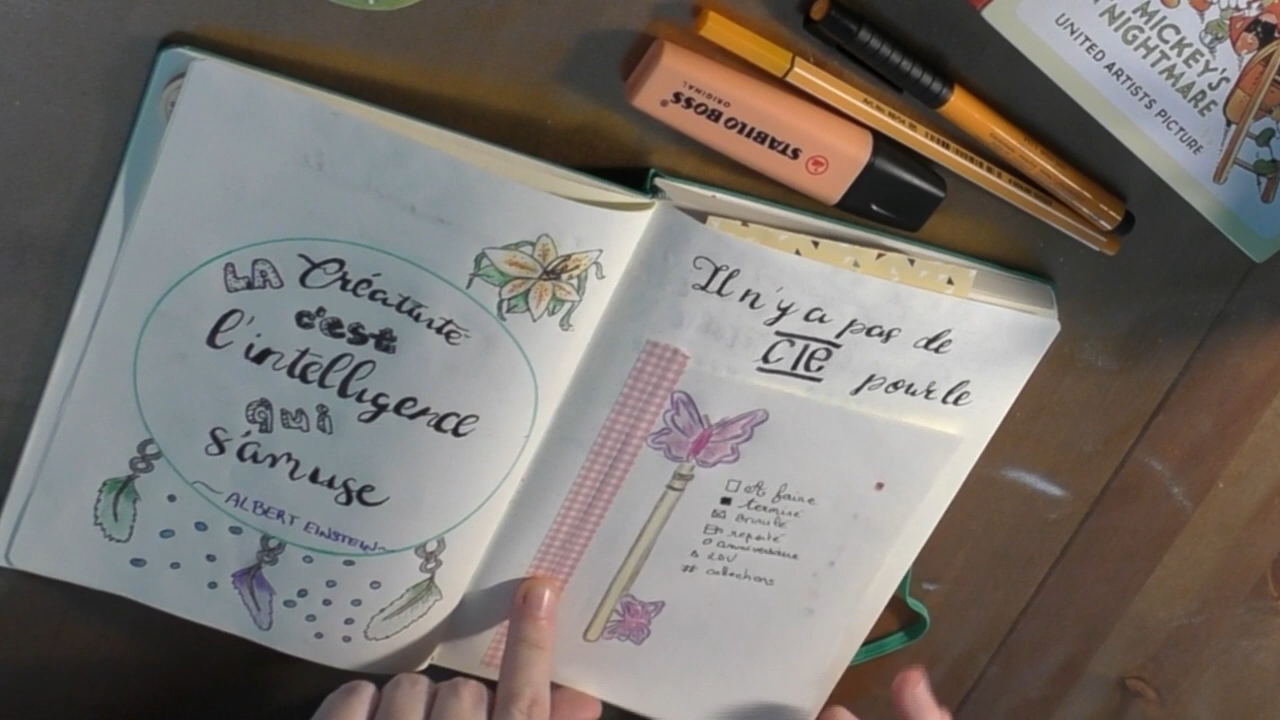 LA Créativité
c'est
l'intelligence
qui
s'amuse
~ALBERT EINSTEIN~
Il n'y a pas de
CLE pour le
A faire
terminé
annulé
reporté
anniversaire
RDV
# collections
STABILO BOSS®
ORIGINAL
MICKEY'S
NIGHTMARE
UNITED ARTISTS PICTURE